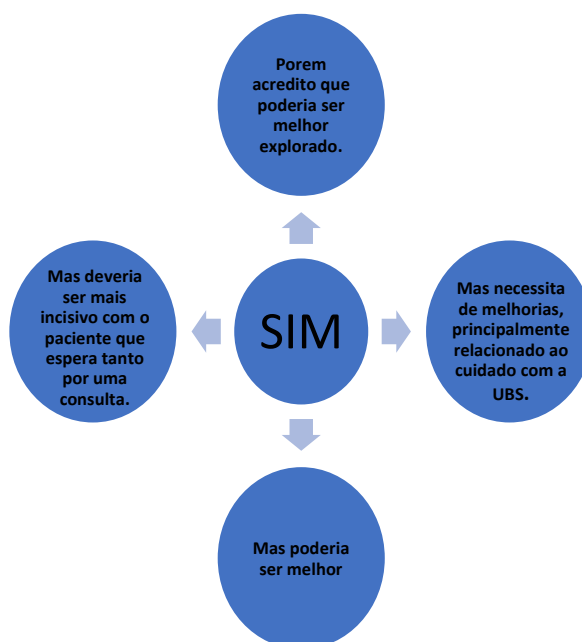 Porem
acredito que
poderia ser
melhor
explorado.
Mas deveria
ser mais
incisivo com o
paciente que
espera tanto
por uma
consulta.
SIM
Mas necessita
de melhorias,
principalmente
relacionado ao
cuidado com a
UBS.
Mas poderia
ser melhor